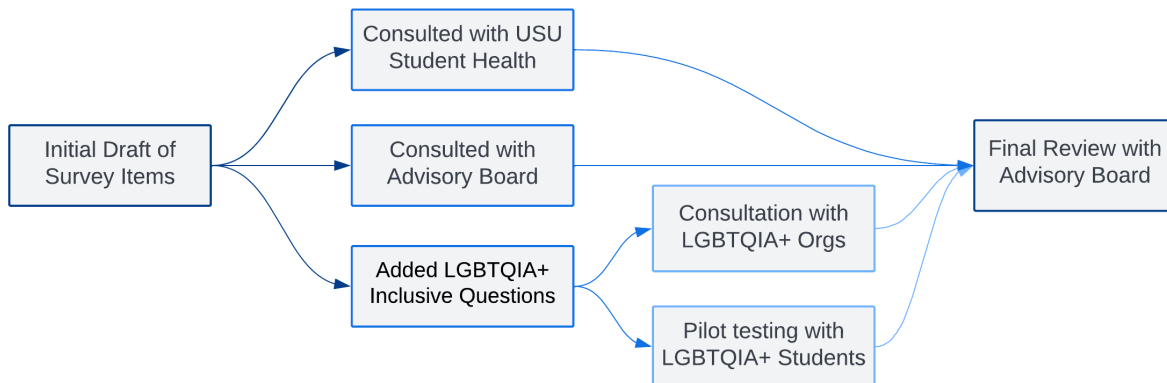 Initial Draft of
Survey Items
Consulted with USU
Student Health
Consulted with
Advisory Board
Added LGBTQIA+
Inclusive Questions
Consultation with
LGBTQIA+ Orgs
Pilot testing with
LGBTQIA+ Students
Final Review with
Advisory Board